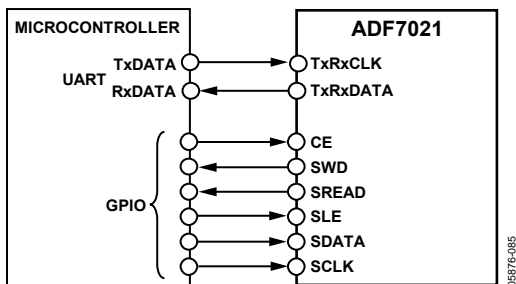 MICROCONTROLLER
ADF7021
UART
TxDATA
TxRxCLK
RxDATA
TxRxDATA
GPIO
CE
SWD
SREAD
SLE
SDATA
SCLK
05876-085